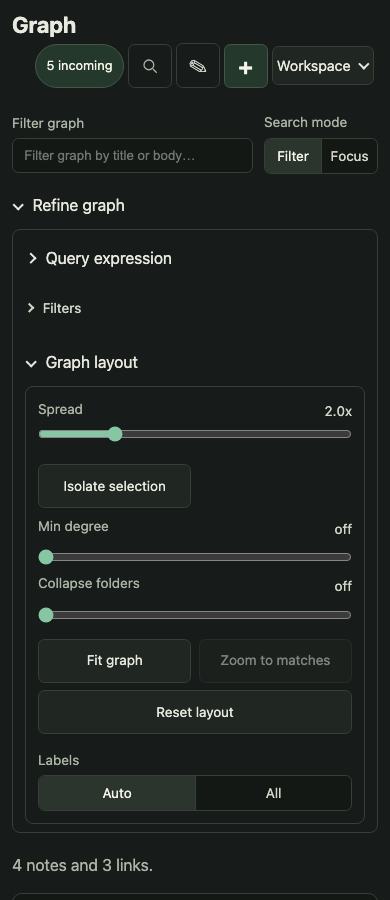 Graph
5 incoming
Workspace
Filter graph
Search mode
Filter graph by title or body...
Filter
Focus
Refine graph
Query expression
Filters
Graph layout
Spread
2.0x
Isolate selection
Min degree
off
Collapse folders
off
Fit graph
Zoom to matches
Reset layout
Labels
Auto
All
4 notes and 3 links.